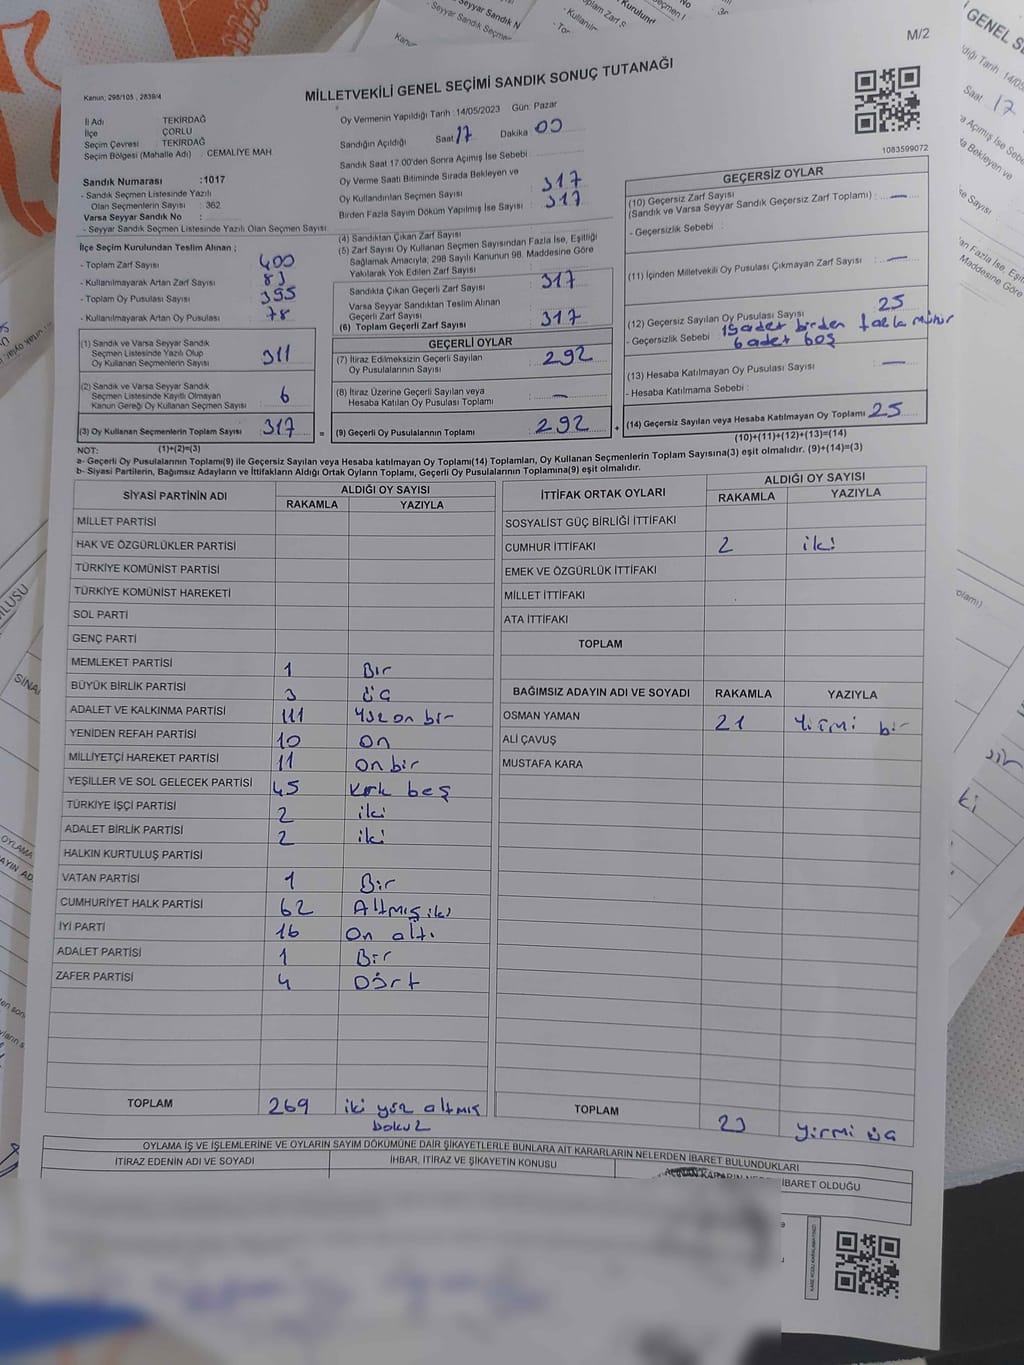 M/2
Kanun; 298/105 , 2839/4
MİLLETVEKİLİ GENEL SEÇİMİ SANDIK SONUÇ TUTANAĞI
İl Adı TEKİRDAĞ
İlçe : ÇORLU
Seçim Çevresi : TEKİRDAĞ
Seçim Bölgesi (Mahalle Adı) : CEMALİYE MAH
Sandık Numarası :1017
- Sandık Seçmen Listesinde Yazılı
Olan Seçmenlerin Sayısı : 362
Varsa Seyyar Sandık No :
- Seyyar Sandık Seçmen Listesinde Yazılı Olan Seçmen Sayısı
Oy Vermenin Yapıldığı Tarih : 14/05/2023 Gün: Pazar
Sandığın Açıldığı Saat 17 Dakika 00
Sandık Saat 17:00'den Sonra Açımış İse Sebebi
Oy Verme Saati Bitiminde Sırada Bekleyen ve
Oy Kullandırılan Seçmen Sayısı : 317
Birden Fazla Sayım Döküm Yapılmış İse Sayısı : 317
1083599072
İlçe Seçim Kurulundan Teslim Alınan ;
- Toplam Zarf Sayısı 400
- Kullanılmayarak Artan Zarf Sayısı 83
- Toplam Oy Pusulası Sayısı 395
- Kullanılmayarak Artan Oy Pusulası 78
(1) Sandık ve Varsa Seyyar Sandık
Seçmen Listesinde Yazılı Olup
Oy Kullanan Seçmenlerin Sayısı 311
(2) Sandık ve Varsa Seyyar Sandık
Seçmen Listesinde Kayıtlı Olmayan
Kanun Gereği Oy Kullanan Seçmen Sayısı 6
(3) Oy Kullanan Seçmenlerin Toplam Sayısı 317 =
(1)+(2)=(3)
(4) Sandıktan Çıkan Zarf Sayısı
(5) Zarf Sayısı Oy Kullanan Seçmen Sayısından Fazla İse, Eşitliği
Sağlamak Amacıyla; 298 Sayılı Kanunun 98. Maddesine Göre
Yakılarak Yok Edilen Zarf Sayısı :
Sandıkta Çıkan Geçerli Zarf Sayısı : 317
Varsa Seyyar Sandıktan Teslim Alınan
Geçerli Zarf Sayısı
(6) Toplam Geçerli Zarf Sayısı : 317
GEÇERLİ OYLAR
(7) İtiraz Edilmeksizin Geçerli Sayılan
Oy Pusulalarının Sayısı : 292
(8) İtiraz Üzerine Geçerli Sayılan veya
Hesaba Katılan Oy Pusulası Toplamı : —
(9) Geçerli Oy Pusulalarının Toplamı : 292 +
GEÇERSİZ OYLAR
(10) Geçersiz Zarf Sayısı
(Sandık ve Varsa Seyyar Sandık Geçersiz Zarf Toplamı) : —
- Geçersizlik Sebebi :
(11) İçinden Milletvekili Oy Pusulası Çıkmayan Zarf Sayısı : —
(12) Geçersiz Sayılan Oy Pusulası Sayısı : 25
- Geçersizlik Sebebi 19 adet birden fazla mühür
6 adet boş
(13) Hesaba Katılmayan Oy Pusulası Sayısı : —
- Hesaba Katılmama Sebebi :
(14) Geçersiz Sayılan veya Hesaba Katılmayan Oy Toplamı 25
(10)+(11)+(12)+(13)=(14)
NOT:
a- Geçerli Oy Pusulalarının Toplamı(9) ile Geçersiz Sayılan veya Hesaba katılmayan Oy Toplamı(14) Toplamları, Oy Kullanan Seçmenlerin Toplam Sayısına(3) eşit olmalıdır. (9)+(14)=(3)
b- Siyasi Partilerin, Bağımsız Adayların ve İttifakların Aldığı Ortak Oyların Toplamı, Geçerli Oy Pusulalarının Toplamına(9) eşit olmalıdır.
SİYASİ PARTİNİN ADI ALDIĞI OY SAYISI
RAKAMLA YAZIYLA
MİLLET PARTİSİ
HAK VE ÖZGÜRLÜKLER PARTİSİ
TÜRKİYE KOMÜNİST PARTİSİ
TÜRKİYE KOMÜNİST HAREKETİ
SOL PARTİ
GENÇ PARTİ
MEMLEKET PARTİSİ 1 Bir
BÜYÜK BİRLİK PARTİSİ 3 üç
ADALET VE KALKINMA PARTİSİ 111 Yüz on bir
YENİDEN REFAH PARTİSİ 10 on
MİLLİYETÇİ HAREKET PARTİSİ 11 on bir
YEŞİLLER VE SOL GELECEK PARTİSİ 45 Kırk beş
TÜRKİYE İŞÇİ PARTİSİ 2 iki
ADALET BİRLİK PARTİSİ 2 iki
HALKIN KURTULUŞ PARTİSİ
VATAN PARTİSİ 1 Bir
CUMHURİYET HALK PARTİSİ 62 Altmış iki
İYİ PARTİ 16 On altı
ADALET PARTİSİ 1 Bir
ZAFER PARTİSİ 4 Dört
TOPLAM 269 iki yüz altmış
dokuz
İTTİFAK ORTAK OYLARI ALDIĞI OY SAYISI
RAKAMLA YAZIYLA
SOSYALİST GÜÇ BİRLİĞİ İTTİFAKI
CUMHUR İTTİFAKI 2 iki
EMEK VE ÖZGÜRLÜK İTTİFAKI
MİLLET İTTİFAKI
ATA İTTİFAKI
TOPLAM
BAĞIMSIZ ADAYIN ADI VE SOYADI RAKAMLA YAZIYLA
OSMAN YAMAN 21 Yirmi bir
ALİ ÇAVUŞ
MUSTAFA KARA
TOPLAM 23 yirmi üç
OYLAMA İŞ VE İŞLEMLERİNE VE OYLARIN SAYIM DÖKÜMÜNE DAİR ŞİKAYETLERLE BUNLARA AİT KARARLARIN NELERDEN İBARET BULUNDUKLARI
İTİRAZ EDENİN ADI VE SOYADI İHBAR, İTİRAZ VE ŞİKAYETİN KONUSU İBARET OLDUĞU